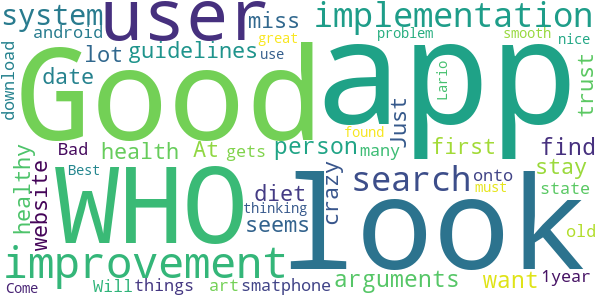 system
user
miss
implementation
android
great
problem
smooth
nice
download
Good
app
lot
guidelines
use
date
Just
Lario
trust
found
Bad
health
At
gets
person
many
first
find
healthy
website
Best
WHO
look
search
onto
stay
diet
crazy
must
state
thinking
seems
old
improvement
arguments
want
1year
Come
Will
things
art
smatphone